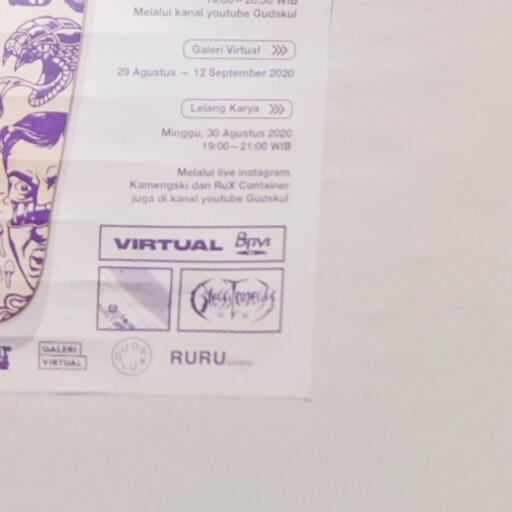 19:00—20:30 WIB
Melalui kanal youtube Gudskul
Galeri Virtual
29 Agustus — 12 September 2020
Lelang Karya
Minggu, 30 Agustus 2020
19:00—21:00 WIB
Melalui live instagram
Kamengski dan RuX Container
juga di kanal youtube Gudskul
VIRTUAL
GALERI
VIRTUAL
RURU